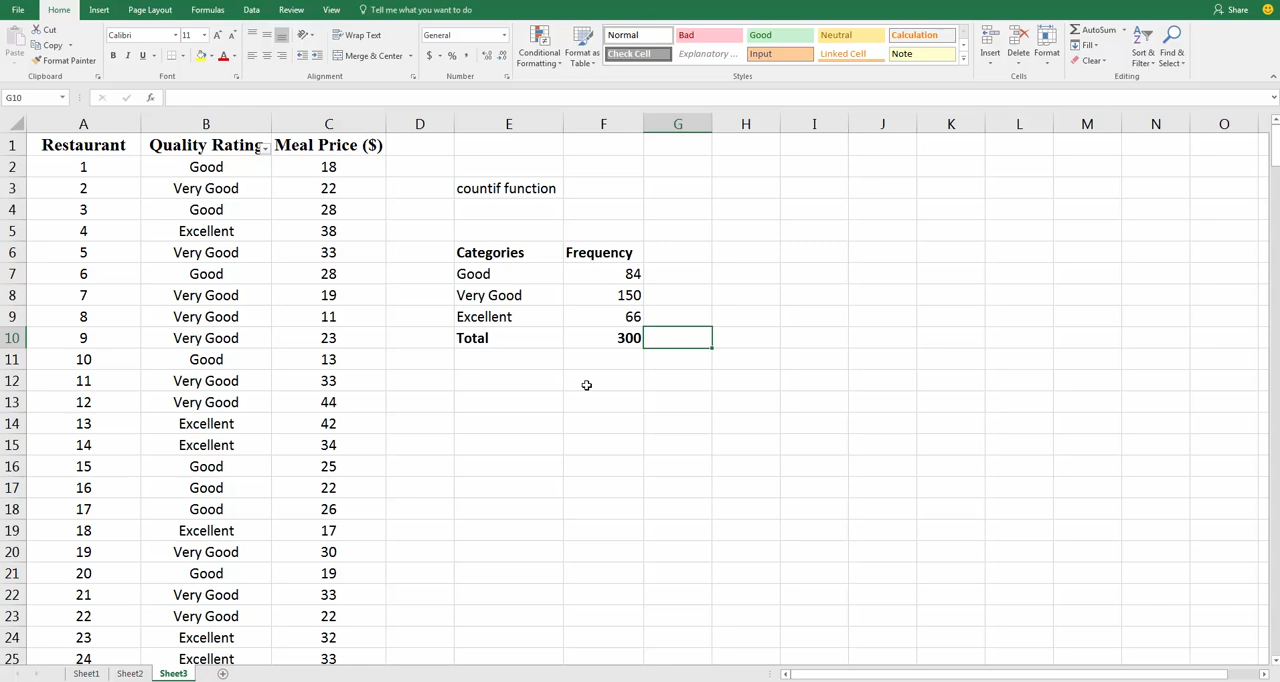 File Home Insert Page Layout Formulas Data Review View Tell me what you want to do Share
Paste Cut Copy Format Painter Clipboard
Calibri 11 B I U Font
Wrap Text Merge & Center Alignment
General $ % , Number
Conditional Formatting Format as Table Normal Bad Good Neutral Calculation
Check Cell Explanatory ... Input Linked Cell Note Styles
Insert Delete Format Cells
AutoSum Fill Clear Sort & Filter Find & Select Editing
G10 fx
A B C D E F G H I J K L M N O
1 Restaurant Quality Rating Meal Price ($)
2 1 Good 18
3 2 Very Good 22 countif function
4 3 Good 28
5 4 Excellent 38
6 5 Very Good 33 Categories Frequency
7 6 Good 28 Good 84
8 7 Very Good 19 Very Good 150
9 8 Very Good 11 Excellent 66
10 9 Very Good 23 Total 300
11 10 Good 13
12 11 Very Good 33
13 12 Very Good 44
14 13 Excellent 42
15 14 Excellent 34
16 15 Good 25
17 16 Good 22
18 17 Good 26
19 18 Excellent 17
20 19 Very Good 30
21 20 Good 19
22 21 Very Good 33
23 22 Very Good 22
24 23 Excellent 32
25 24 Excellent 33
Sheet1 Sheet2 Sheet3